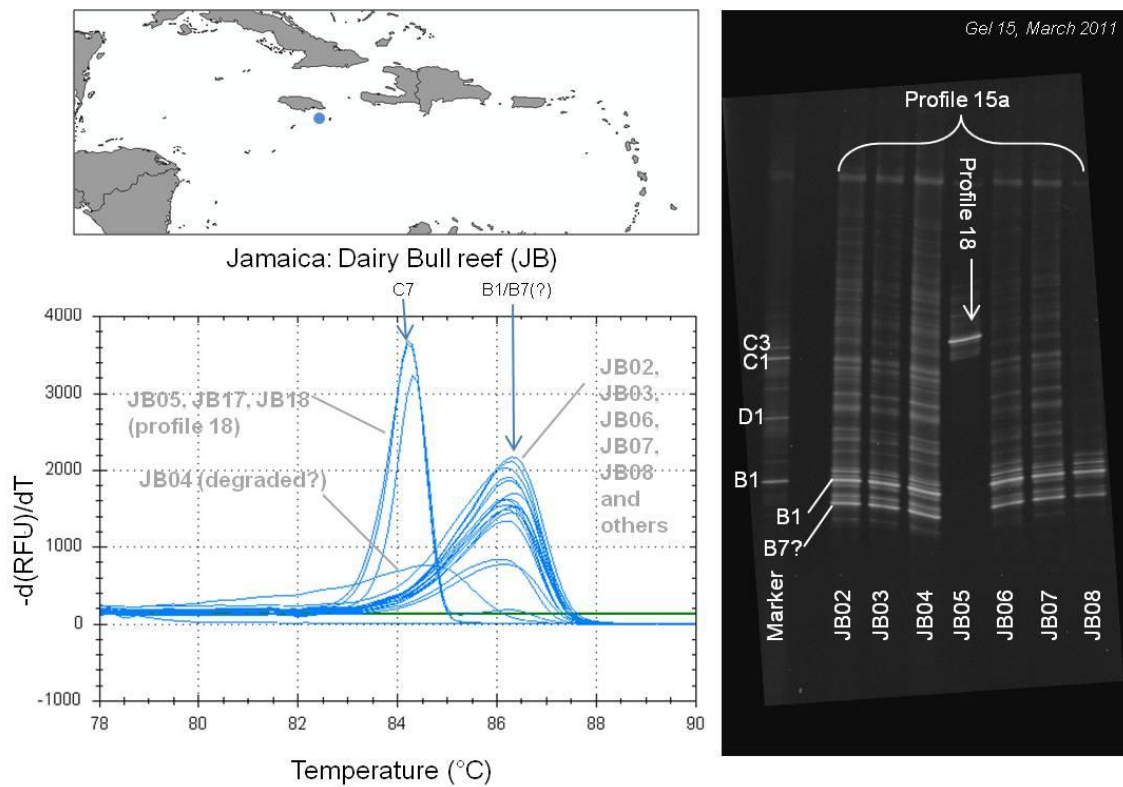 Jamaica: Dairy Bull reef (JB)
C7
B1/B7(?)
4000
3000
2000
1000
0
-1000
-d(RFU)/dT
JB05, JB17, JB18
(profile 18)
JB04 (degraded?)
JB02,
JB03,
JB06,
JB07,
JB08
and
others
78
80
82
84
86
88
90
Temperature (°C)
Gel 15, March 2011
Profile 15a
Profile 18
C3
C1
D1
B1
B1
B7?
Marker
JB02
JB03
JB04
JB05
JB06
JB07
JB08